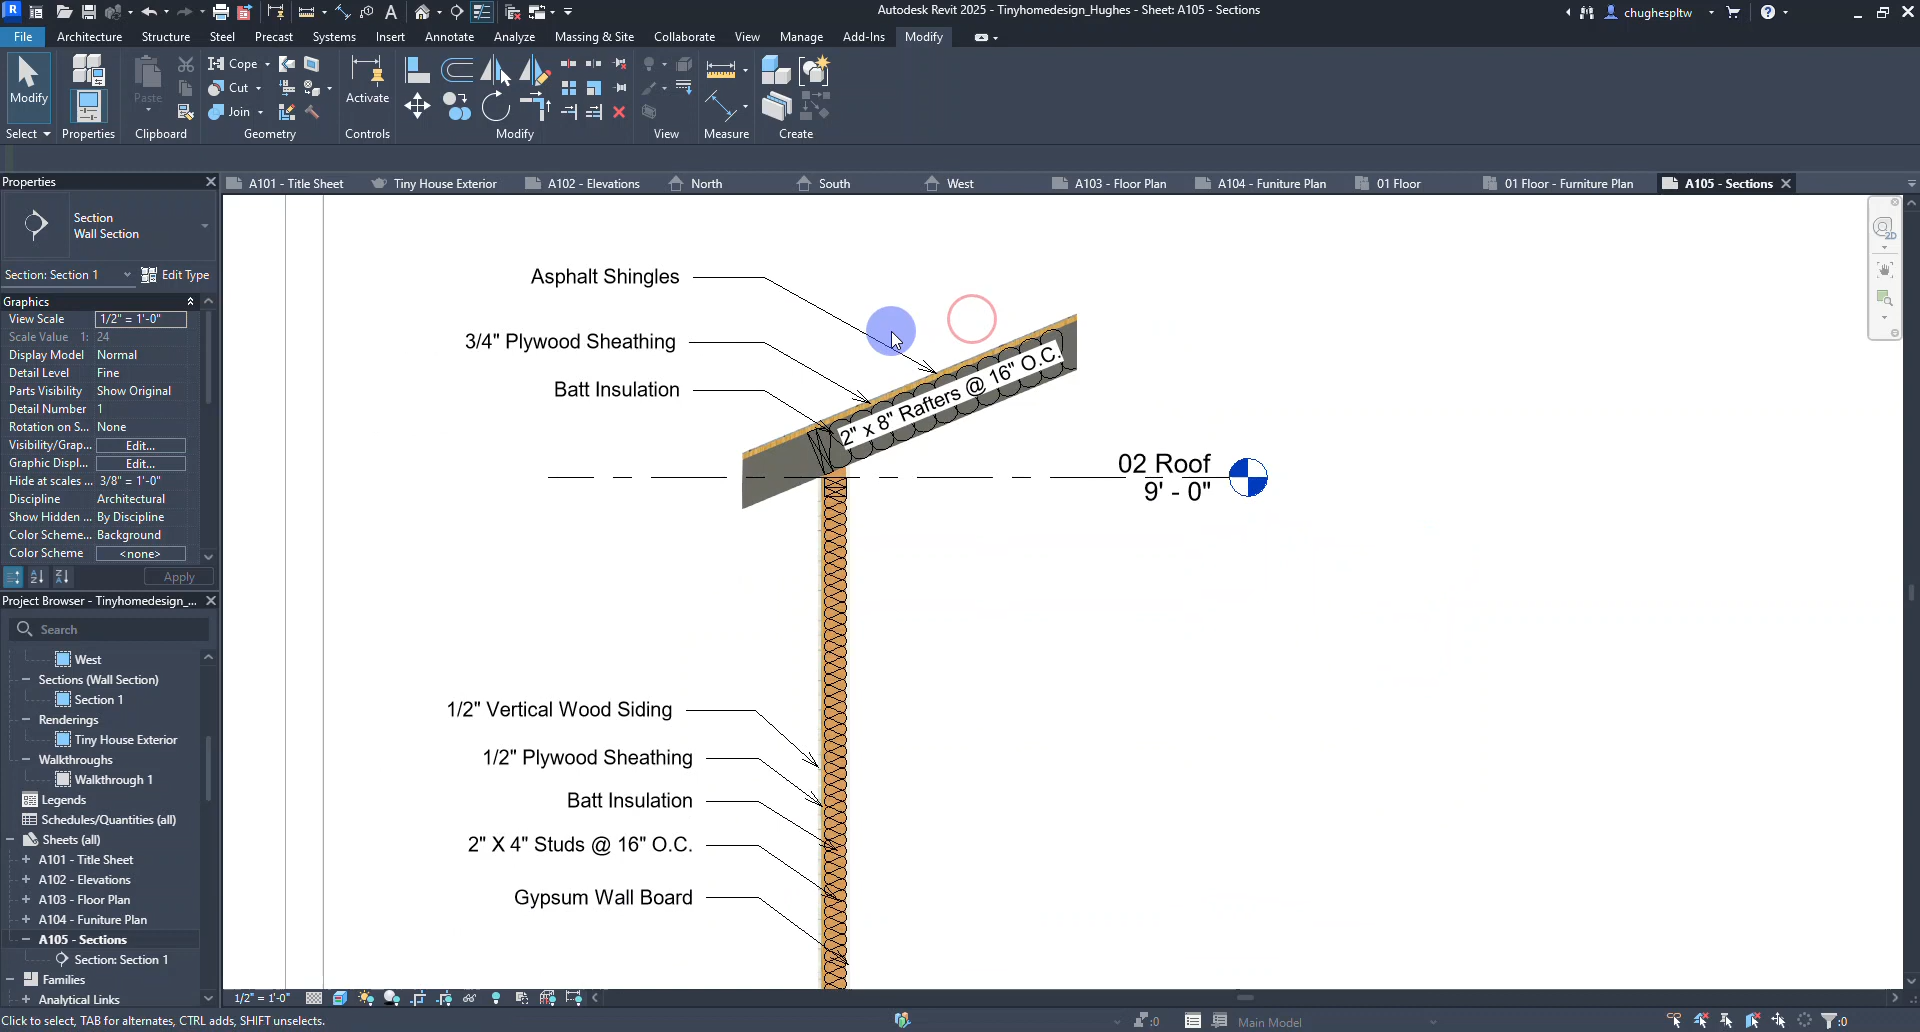 Autodesk Revit 2025 - Tinyhomedesign_Hughes - Sheet: A105 - Sections
chughespltw
File Architecture Structure Steel Precast Systems Insert Annotate Analyze Massing & Site Collaborate View Manage Add-Ins Modify
Modify
Paste
Cope
Cut
Join
Activate
Select Properties Clipboard Geometry Controls Modify View Measure Create
Properties
A101 - Title Sheet Tiny House Exterior A102 - Elevations North South West A103 - Floor Plan A104 - Funiture Plan 01 Floor 01 Floor - Furniture Plan A105 - Sections
Section
Wall Section
Section: Section 1 Edit Type
Graphics
View Scale 1/2" = 1'-0"
Scale Value 1: 24
Display Model Normal
Detail Level Fine
Parts Visibility Show Original
Detail Number 1
Rotation on S... None
Visibility/Grap... Edit...
Graphic Displ... Edit...
Hide at scales ... 3/8" = 1'-0"
Discipline Architectural
Show Hidden ... By Discipline
Color Scheme... Background
Color Scheme <none>
Apply
Project Browser - Tinyhomedesign_...
Search
West
Sections (Wall Section)
Section 1
Renderings
Tiny House Exterior
Walkthroughs
Walkthrough 1
Legends
Schedules/Quantities (all)
Sheets (all)
A101 - Title Sheet
A102 - Elevations
A103 - Floor Plan
A104 - Funiture Plan
A105 - Sections
Section: Section 1
Families
Analytical Links
Asphalt Shingles
3/4" Plywood Sheathing
Batt Insulation
2" x 8" Rafters @ 16" O.C.
02 Roof
9' - 0"
1/2" Vertical Wood Siding
1/2" Plywood Sheathing
Batt Insulation
2" X 4" Studs @ 16" O.C.
Gypsum Wall Board
1/2" = 1'-0"
Click to select, TAB for alternates, CTRL adds, SHIFT unselects.
:0
Main Model
:0